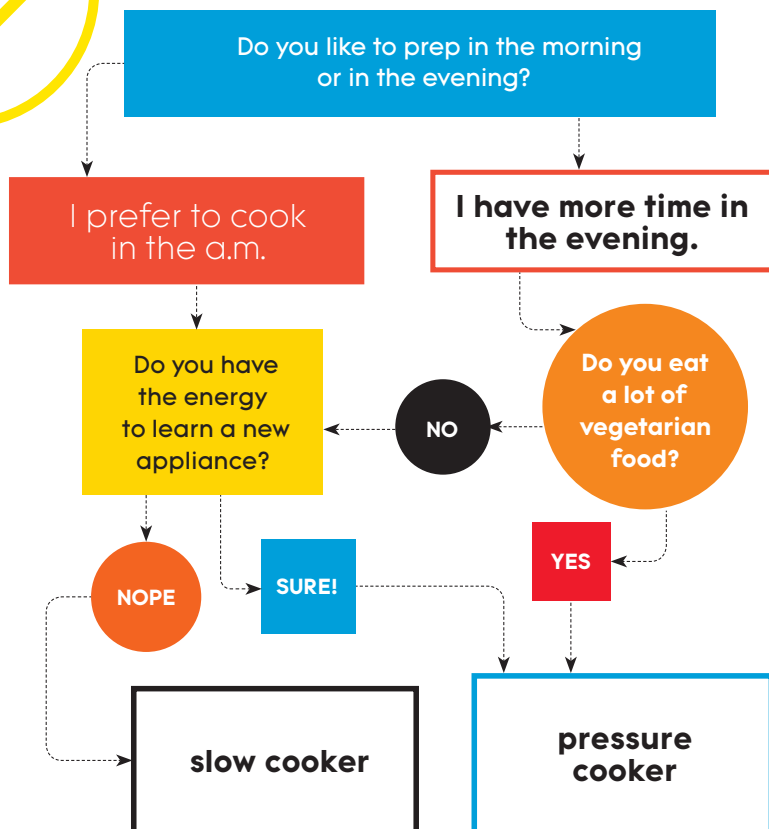 Do you like to prep in the morning
or in the evening?
I prefer to cook
in the a.m.
I have more time in
the evening.
Do you have
the energy
to learn a new
appliance?
NO
Do you eat
a lot of
vegetarian
food?
NOPE
SURE!
YES
slow cooker
pressure
cooker